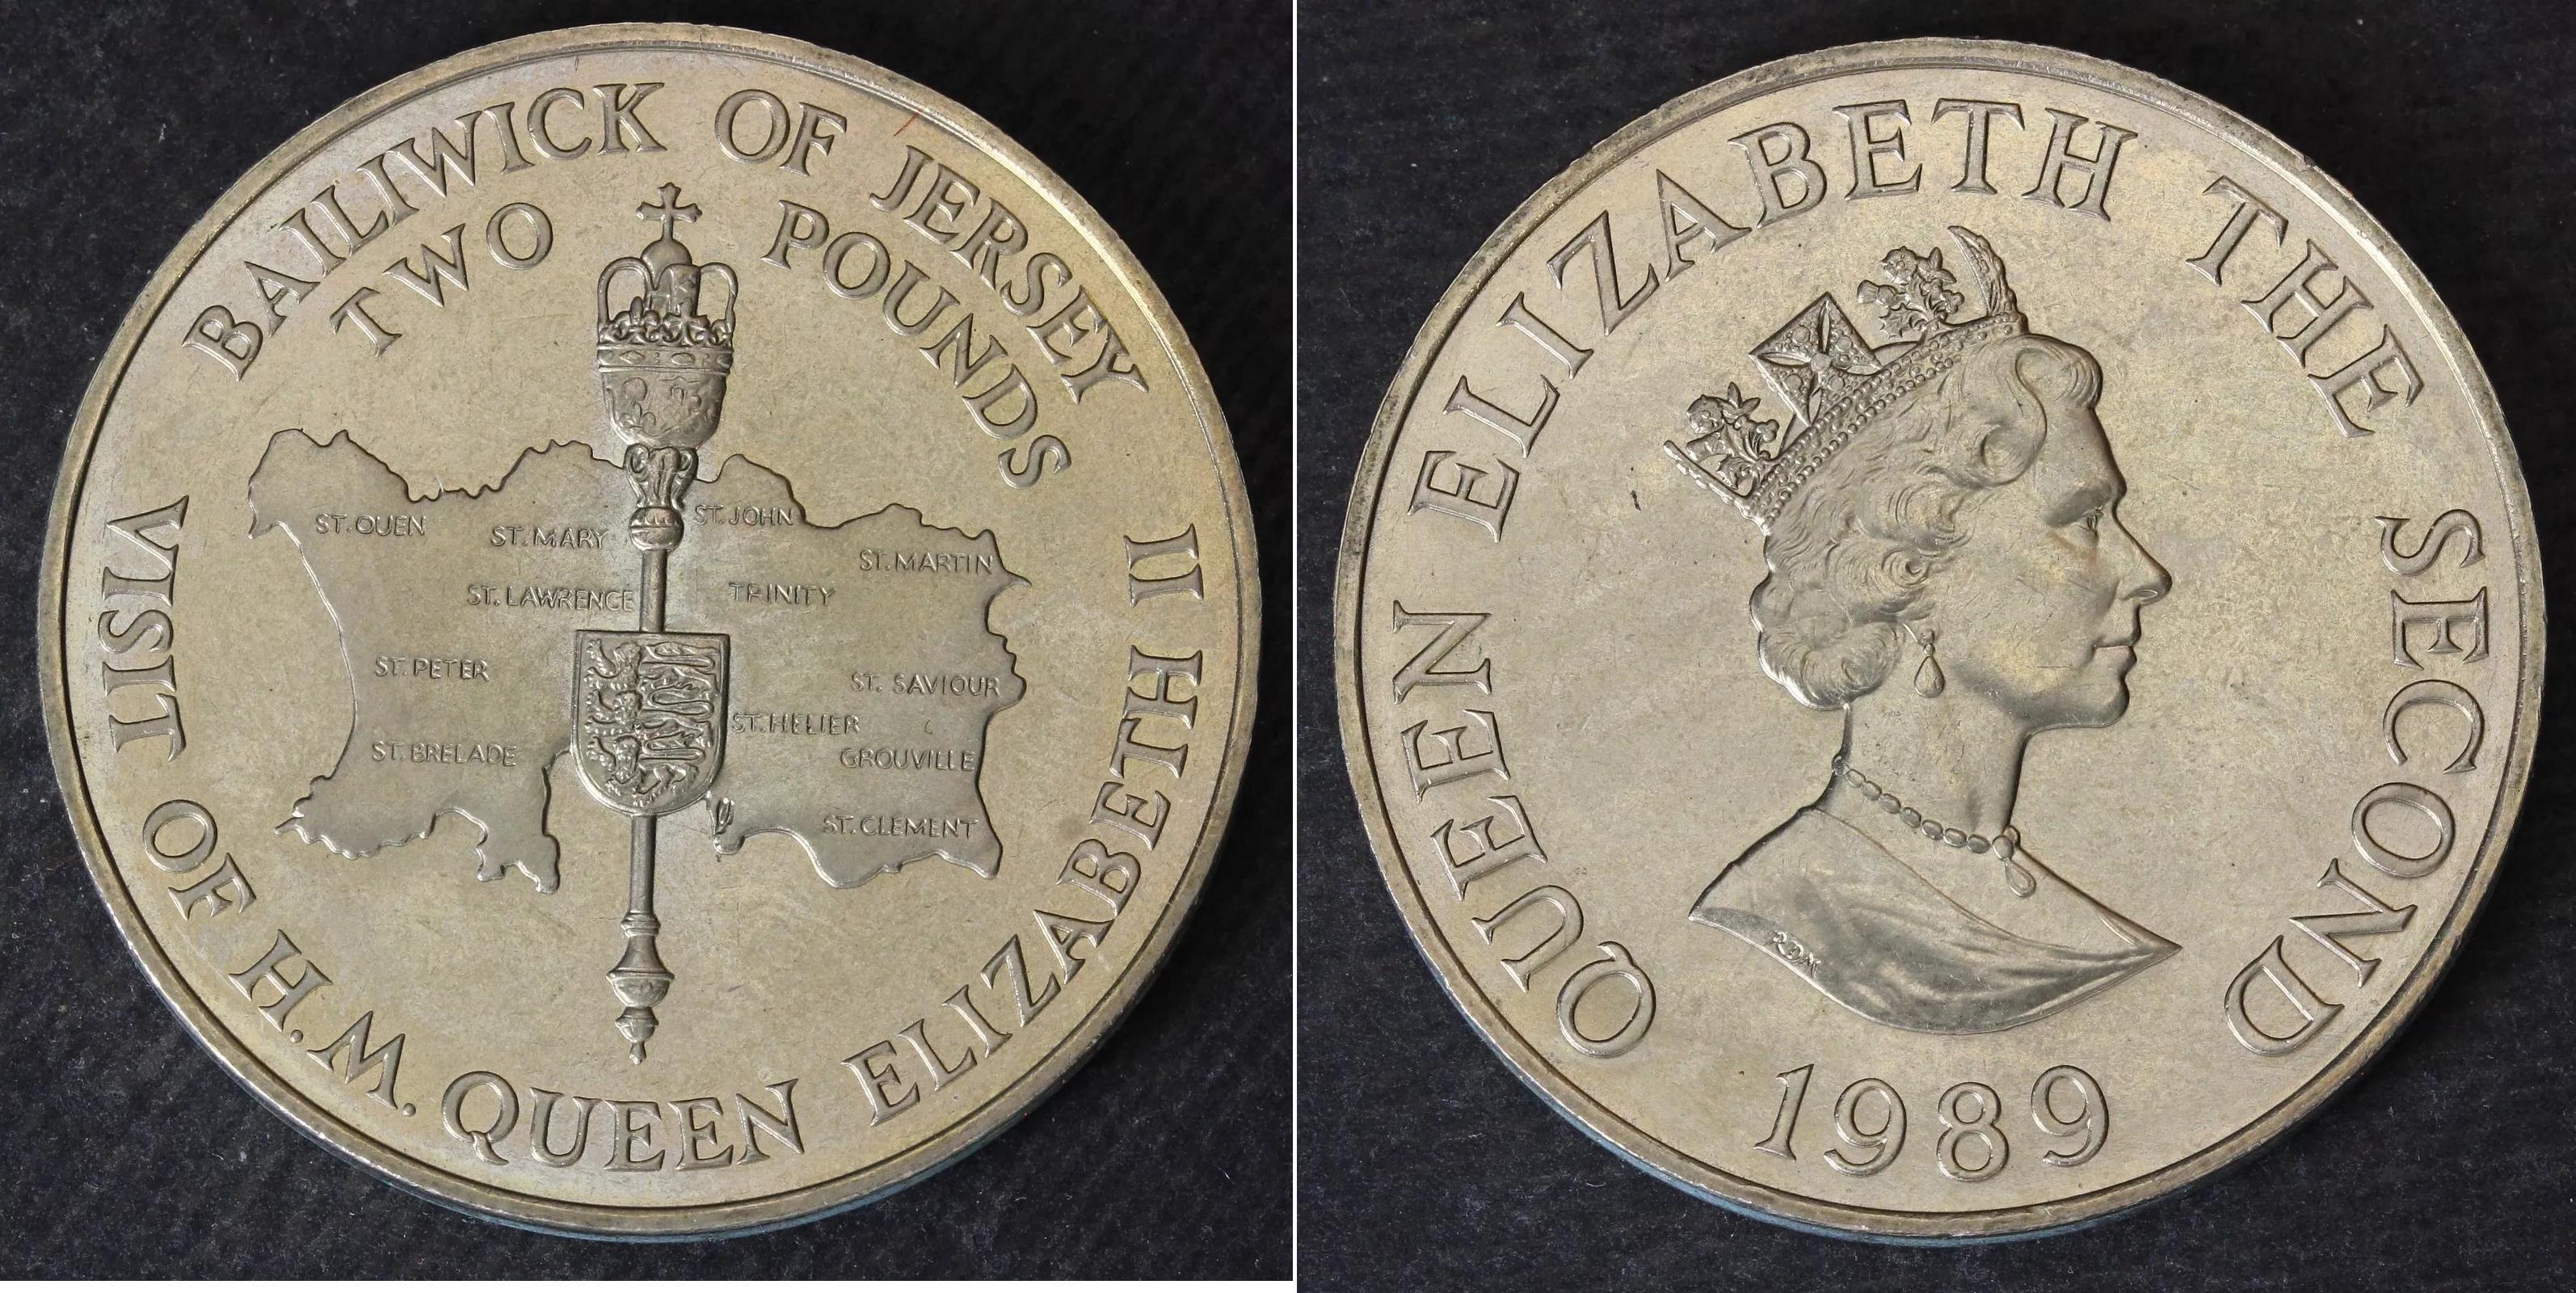 BAILIWICK OF JERSEY
TWO POUNDS
ST. OUEN
ST. MARY
ST. JOHN
ST. MARTIN
ST. LAWRENCE
TRINITY
ST. PETER
ST. SAVIOUR
ST. HELIER
ST. BRELADE
GROUVILLE
ST. CLEMENT
VISIT OF H.M. QUEEN ELIZABETH II
QUEEN ELIZABETH THE SECOND
RDM
1989